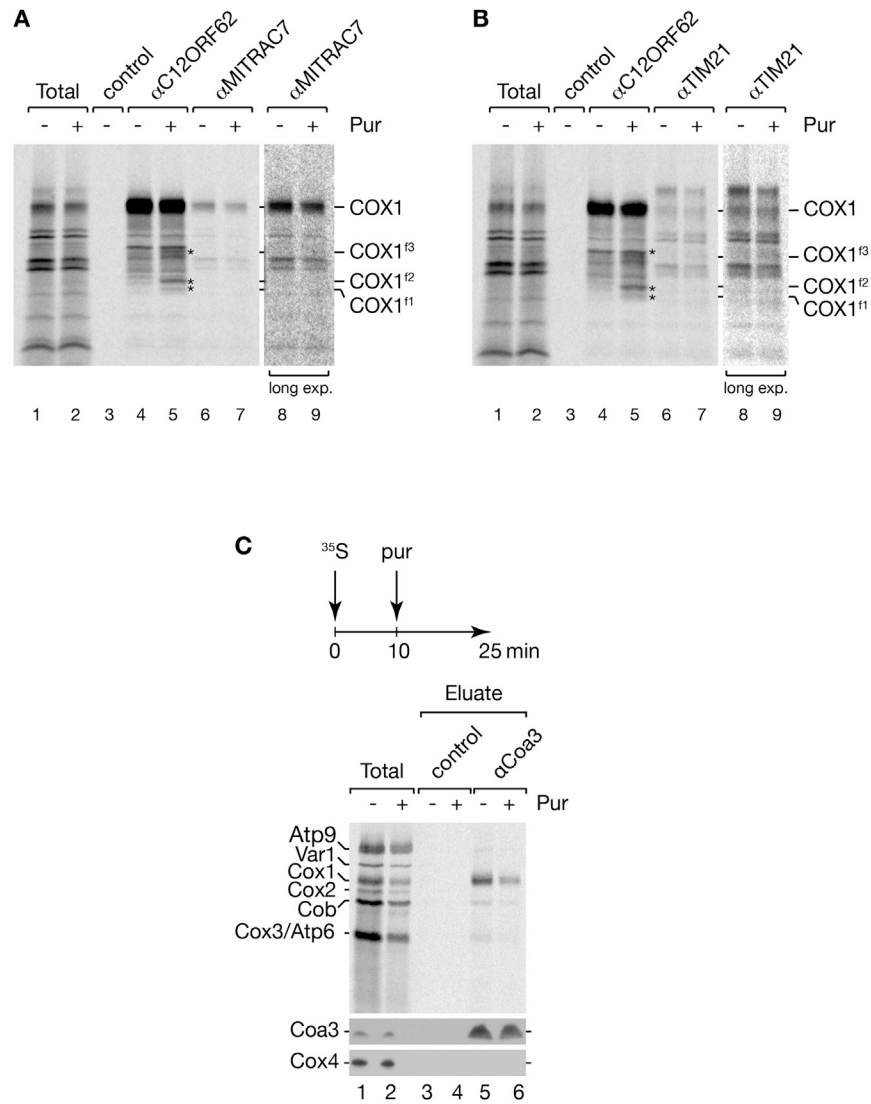 A
Total
control
αC12ORF62
αMITRAC7
αMITRAC7
- + - + - + - + Pur
COX1
COX1f3
*
COX1f2
*
*
COX1f1
long exp.
1 2 3 4 5 6 7 8 9
B
Total
control
αC12ORF62
αTIM21
αTIM21
- + - + - + - + Pur
COX1
COX1f3
*
COX1f2
*
*
COX1f1
long exp.
1 2 3 4 5 6 7 8 9
C
35S pur
0 10 25 min
Eluate
Total
control
αCoa3
- + - + - + Pur
Atp9
Var1
Cox1
Cox2
Cob
Cox3/Atp6
Coa3
Cox4
1 2 3 4 5 6